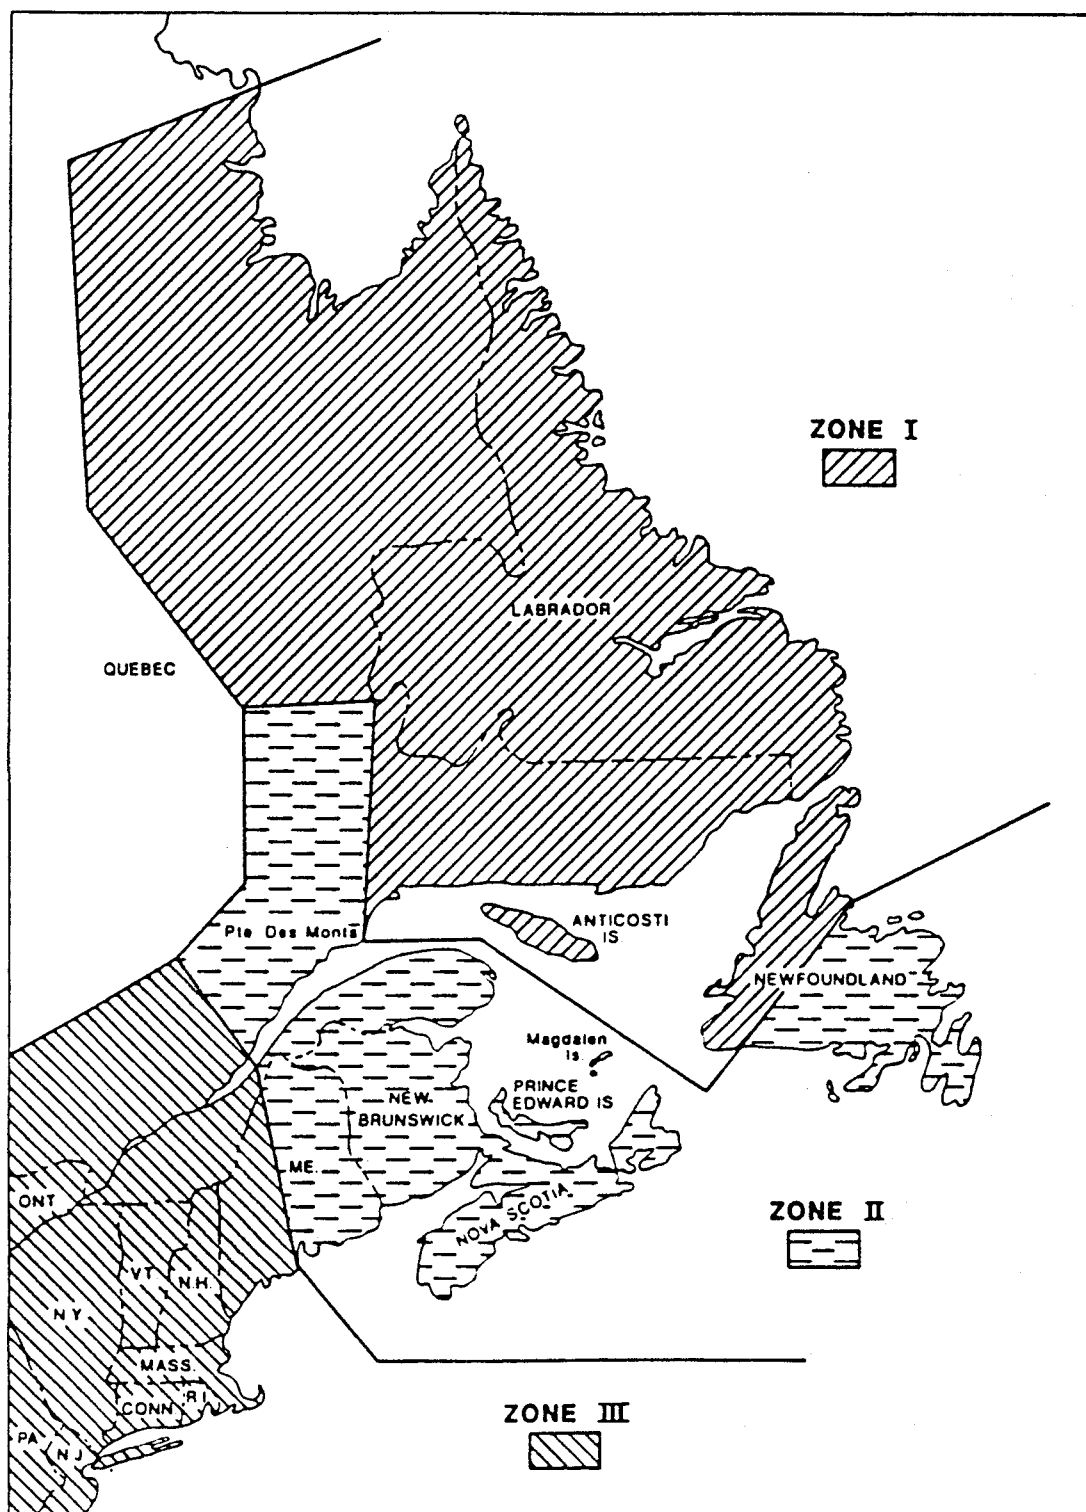 ZONE I
LABRADOR
QUEBEC
Pte. Des Monts
ANTICOSTI
IS.
NEWFOUNDLAND
Magdalen
Is.
PRINCE
EDWARD IS
NEW-
BRUNSWICK
ME.
NOVA SCOTIA
ONT
ZONE II
VT.
N.H.
N.Y.
MASS.
R.I.
CONN
ZONE III
PA
N.J.